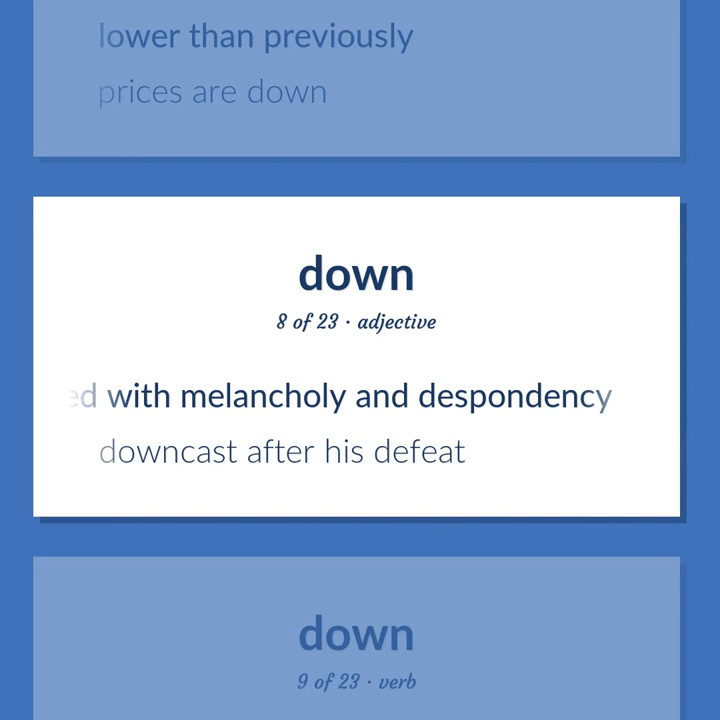 lower than previously
prices are down
down
8 of 23 · adjective
ed with melancholy and despondency
downcast after his defeat
down
9 of 23 · verb